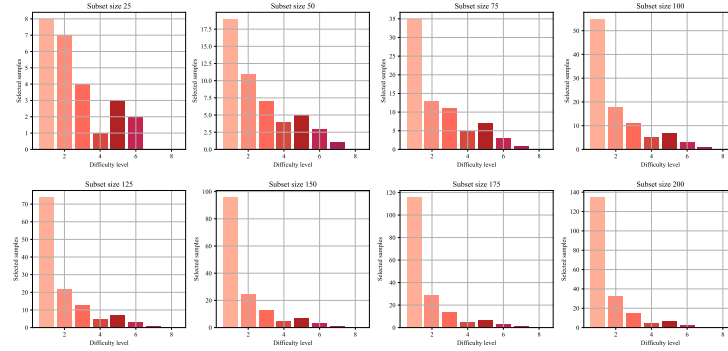 Subset size 25
Selected samples
8
7
6
5
4
3
2
1
0
2 4 6 8
Difficulty level
Subset size 50
Selected samples
17.5
15.0
12.5
10.0
7.5
5.0
2.5
0.0
2 4 6 8
Difficulty level
Subset size 75
Selected samples
35
30
25
20
15
10
5
0
2 4 6 8
Difficulty level
Subset size 100
Selected samples
50
40
30
20
10
0
2 4 6 8
Difficulty level
Subset size 125
Selected samples
70
60
50
40
30
20
10
0
2 4 6 8
Difficulty level
Subset size 150
Selected samples
100
80
60
40
20
0
2 4 6 8
Difficulty level
Subset size 175
Selected samples
120
100
80
60
40
20
0
2 4 6 8
Difficulty level
Subset size 200
Selected samples
140
120
100
80
60
40
20
0
2 4 6 8
Difficulty level